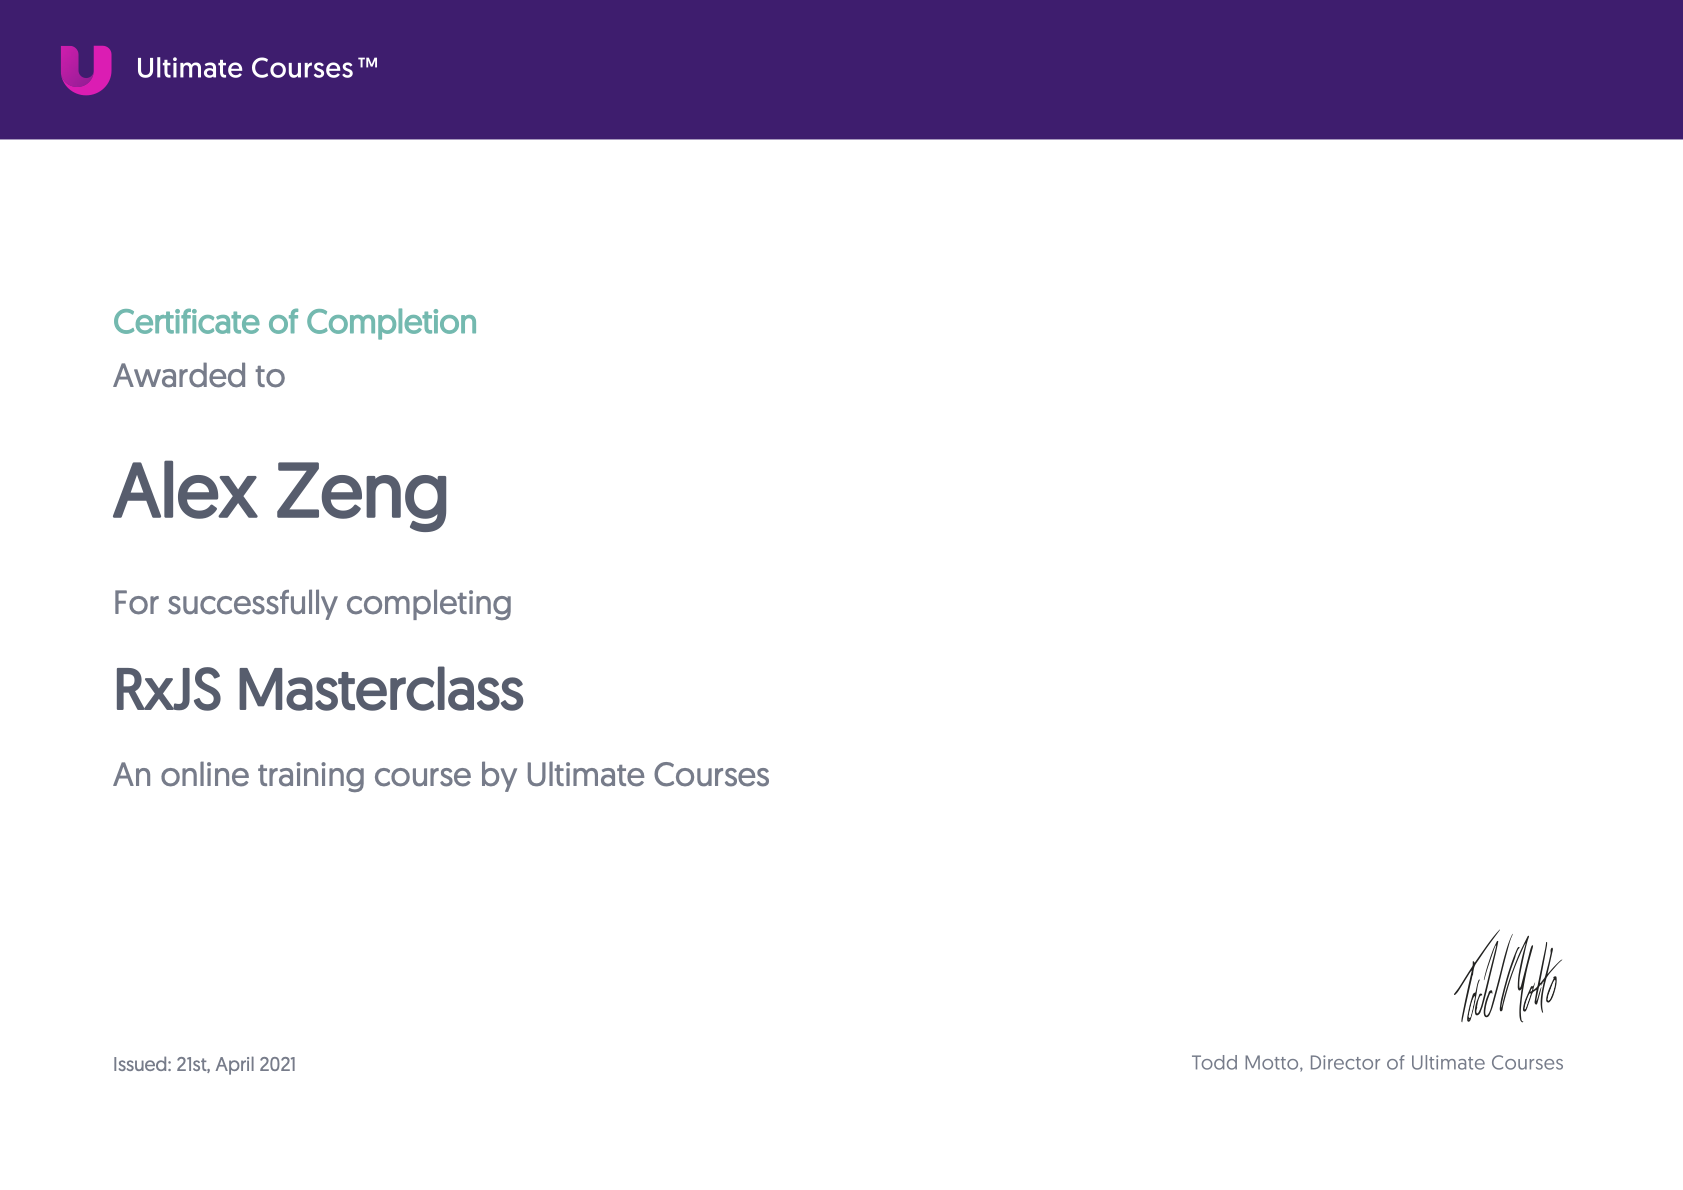 Ultimate Courses™
Certificate of Completion
Awarded to
Alex Zeng
For successfully completing
RxJS Masterclass
An online training course by Ultimate Courses
Todd Motto
Issued: 21st, April 2021
Todd Motto, Director of Ultimate Courses